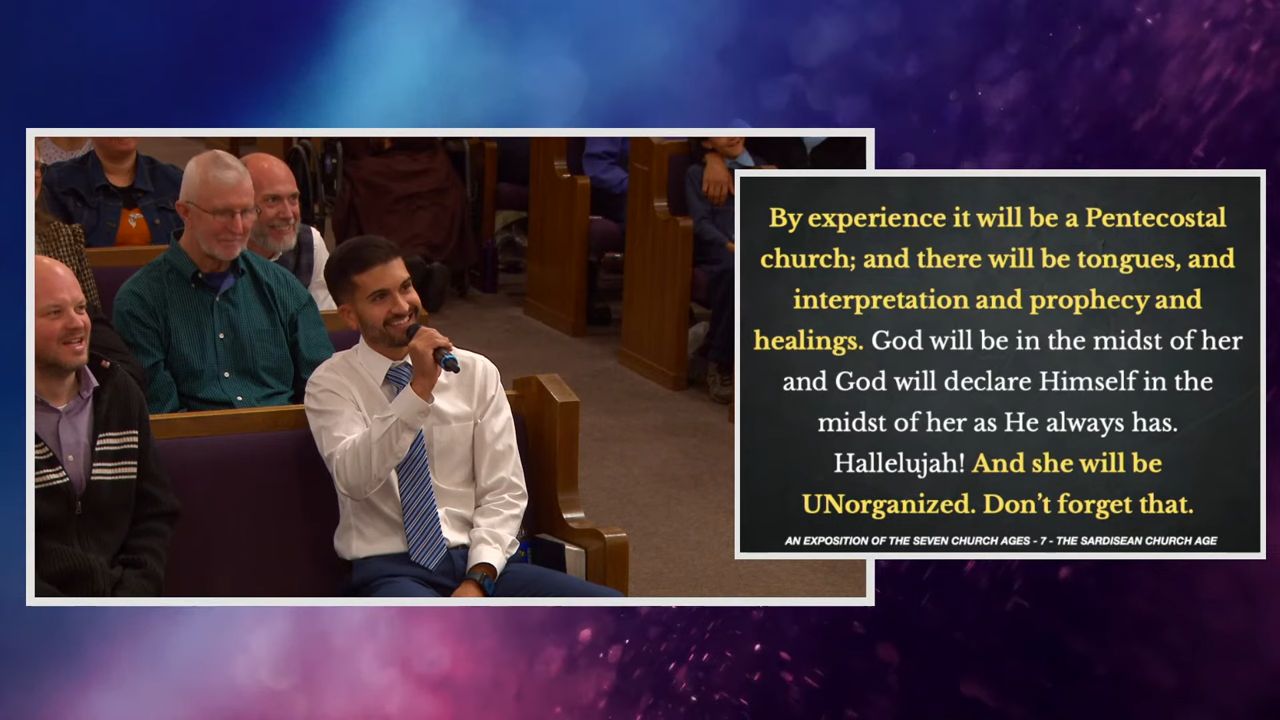 By experience it will be a Pentecostal
church; and there will be tongues, and
interpretation and prophecy and
healings. God will be in the midst of her
and God will declare Himself in the
midst of her as He always has.
Hallelujah! And she will be
UNorganized. Don’t forget that.
AN EXPOSITION OF THE SEVEN CHURCH AGES - 7 - THE SARDISEAN CHURCH AGE